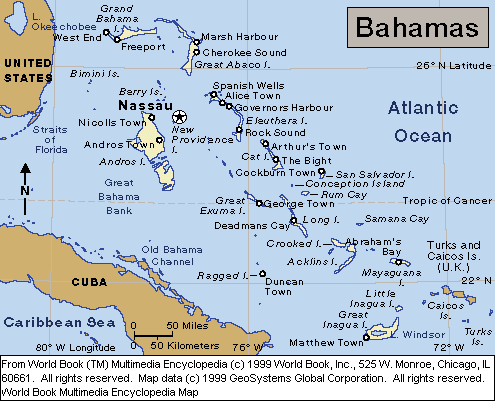 Bahamas
Grand
Bahama I.
L.
Okeechobee
West End
Freeport
Marsh Harbour
Cherokee Sound
Great Abaco I.
UNITED
STATES
26° N Latitude
Bimini Is.
Berry Is.
Spanish Wells
Alice Town
Governors Harbour
Eleuthera I.
Rock Sound
Nassau
Nicolls Town
New
Providence
I.
Atlantic
Ocean
Straits
of
Florida
Andros Town
Andros I.
Arthur's Town
Cat I.
The Bight
Cockburn Town
San Salvador I.
Conception Island
Rum Cay
N
Great
Bahama
Bank
Great
Exuma I.
George Town
Tropic of Cancer
Deadmans Cay
Long I.
Samana Cay
Crooked I.
Abraham's
Bay
Acklins I.
Mayaguana
I.
Turks and
Caicos Is.
(U.K.)
Old Bahama
Channel
CUBA
Ragged I.
Duncan
Town
22° N
Little
Inagua I.
Great
Inagua I.
Caicos
Is.
Turks
Is.
L. Windsor
Matthew Town
Caribbean Sea
0 50 Miles
0 50 Kilometers
80° W Longitude
75° W
72° W
From World Book (TM) Multimedia Encyclopedia (c) 1999 World Book, Inc., 525 W. Monroe, Chicago, IL
60661. All rights reserved. Map data (c) 1999 GeoSystems Global Corporation. All rights reserved.
World Book Multimedia Encyclopedia Map